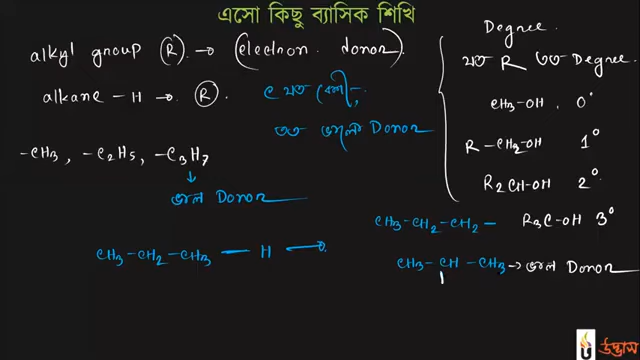 এসো কিছু ব্যাসিক শিখি
alkyl group (R) → (electron donor)
alkane - H → (R)
C যত বেশী,
তত ভালো Donor
-CH3, -C2H5, -C3H7
↓
ভাল Donor
CH3-CH2-CH3 — H →
Degree
যত R তত Degree
CH3-OH 0°
R-CH2-OH 1°
R2CH-OH 2°
R3C-OH 3°
CH3-CH2-CH2-
CH3-CH-CH3 → ভাল Donor
উদ্ভাস